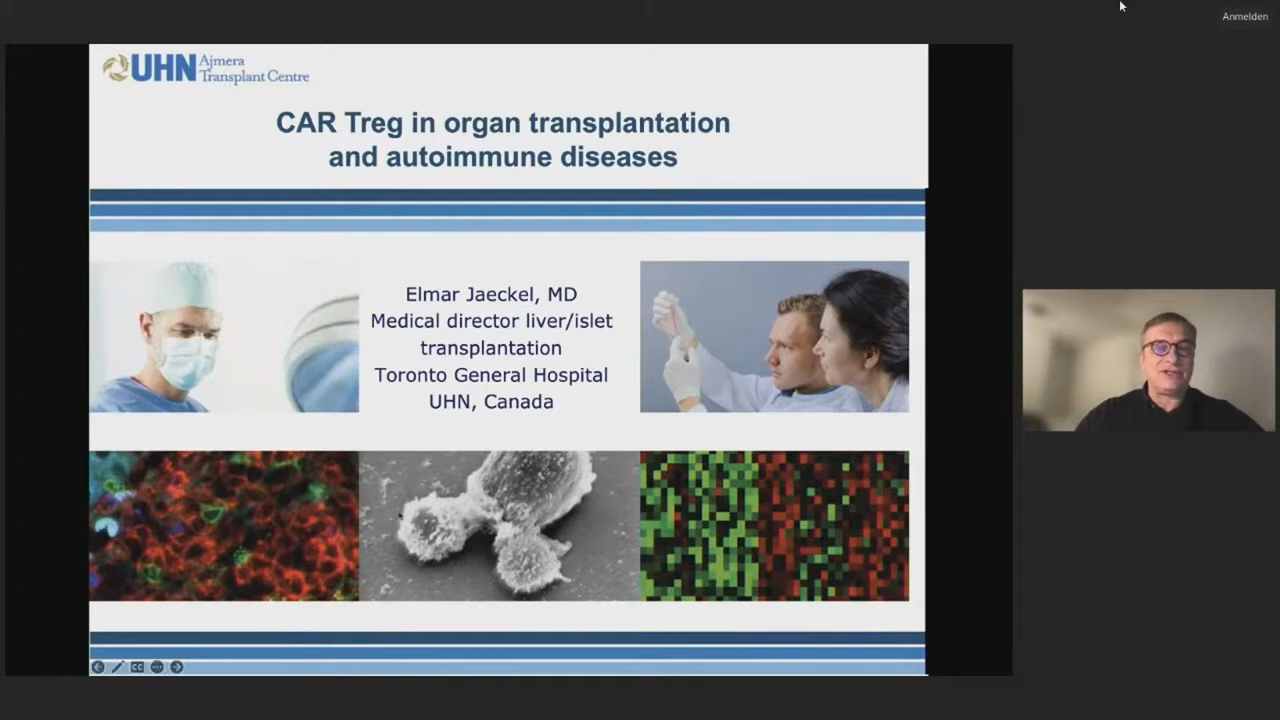 Anmelden
UHN Ajmera
Transplant Centre
CAR Treg in organ transplantation
and autoimmune diseases
Elmar Jaeckel, MD
Medical director liver/islet
transplantation
Toronto General Hospital
UHN, Canada
CC